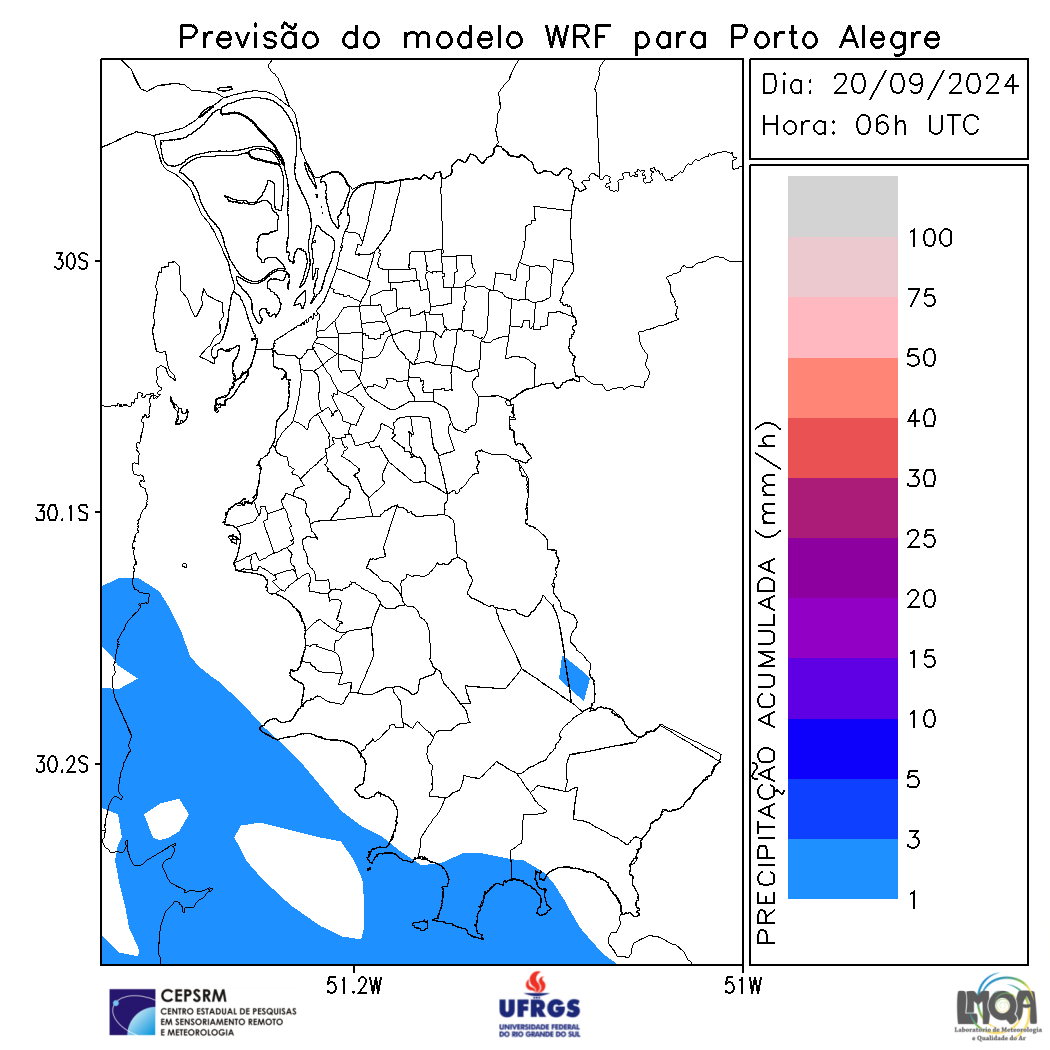 Previsão do modelo WRF para Porto Alegre
Dia: 20/09/2024
Hora: 06h UTC
30S
30.1S
30.2S
51.2W
51W
PRECIPITAÇÃO ACUMULADA (mm/h)
100
75
50
40
30
25
20
15
10
5
3
1
CEPSRM
CENTRO ESTADUAL DE PESQUISAS
EM SENSORIAMENTO REMOTO
E METEOROLOGIA
UFRGS
UNIVERSIDADE FEDERAL
DO RIO GRANDE DO SUL
LMQA
Laboratório de Meteorologia
e Qualidade do Ar